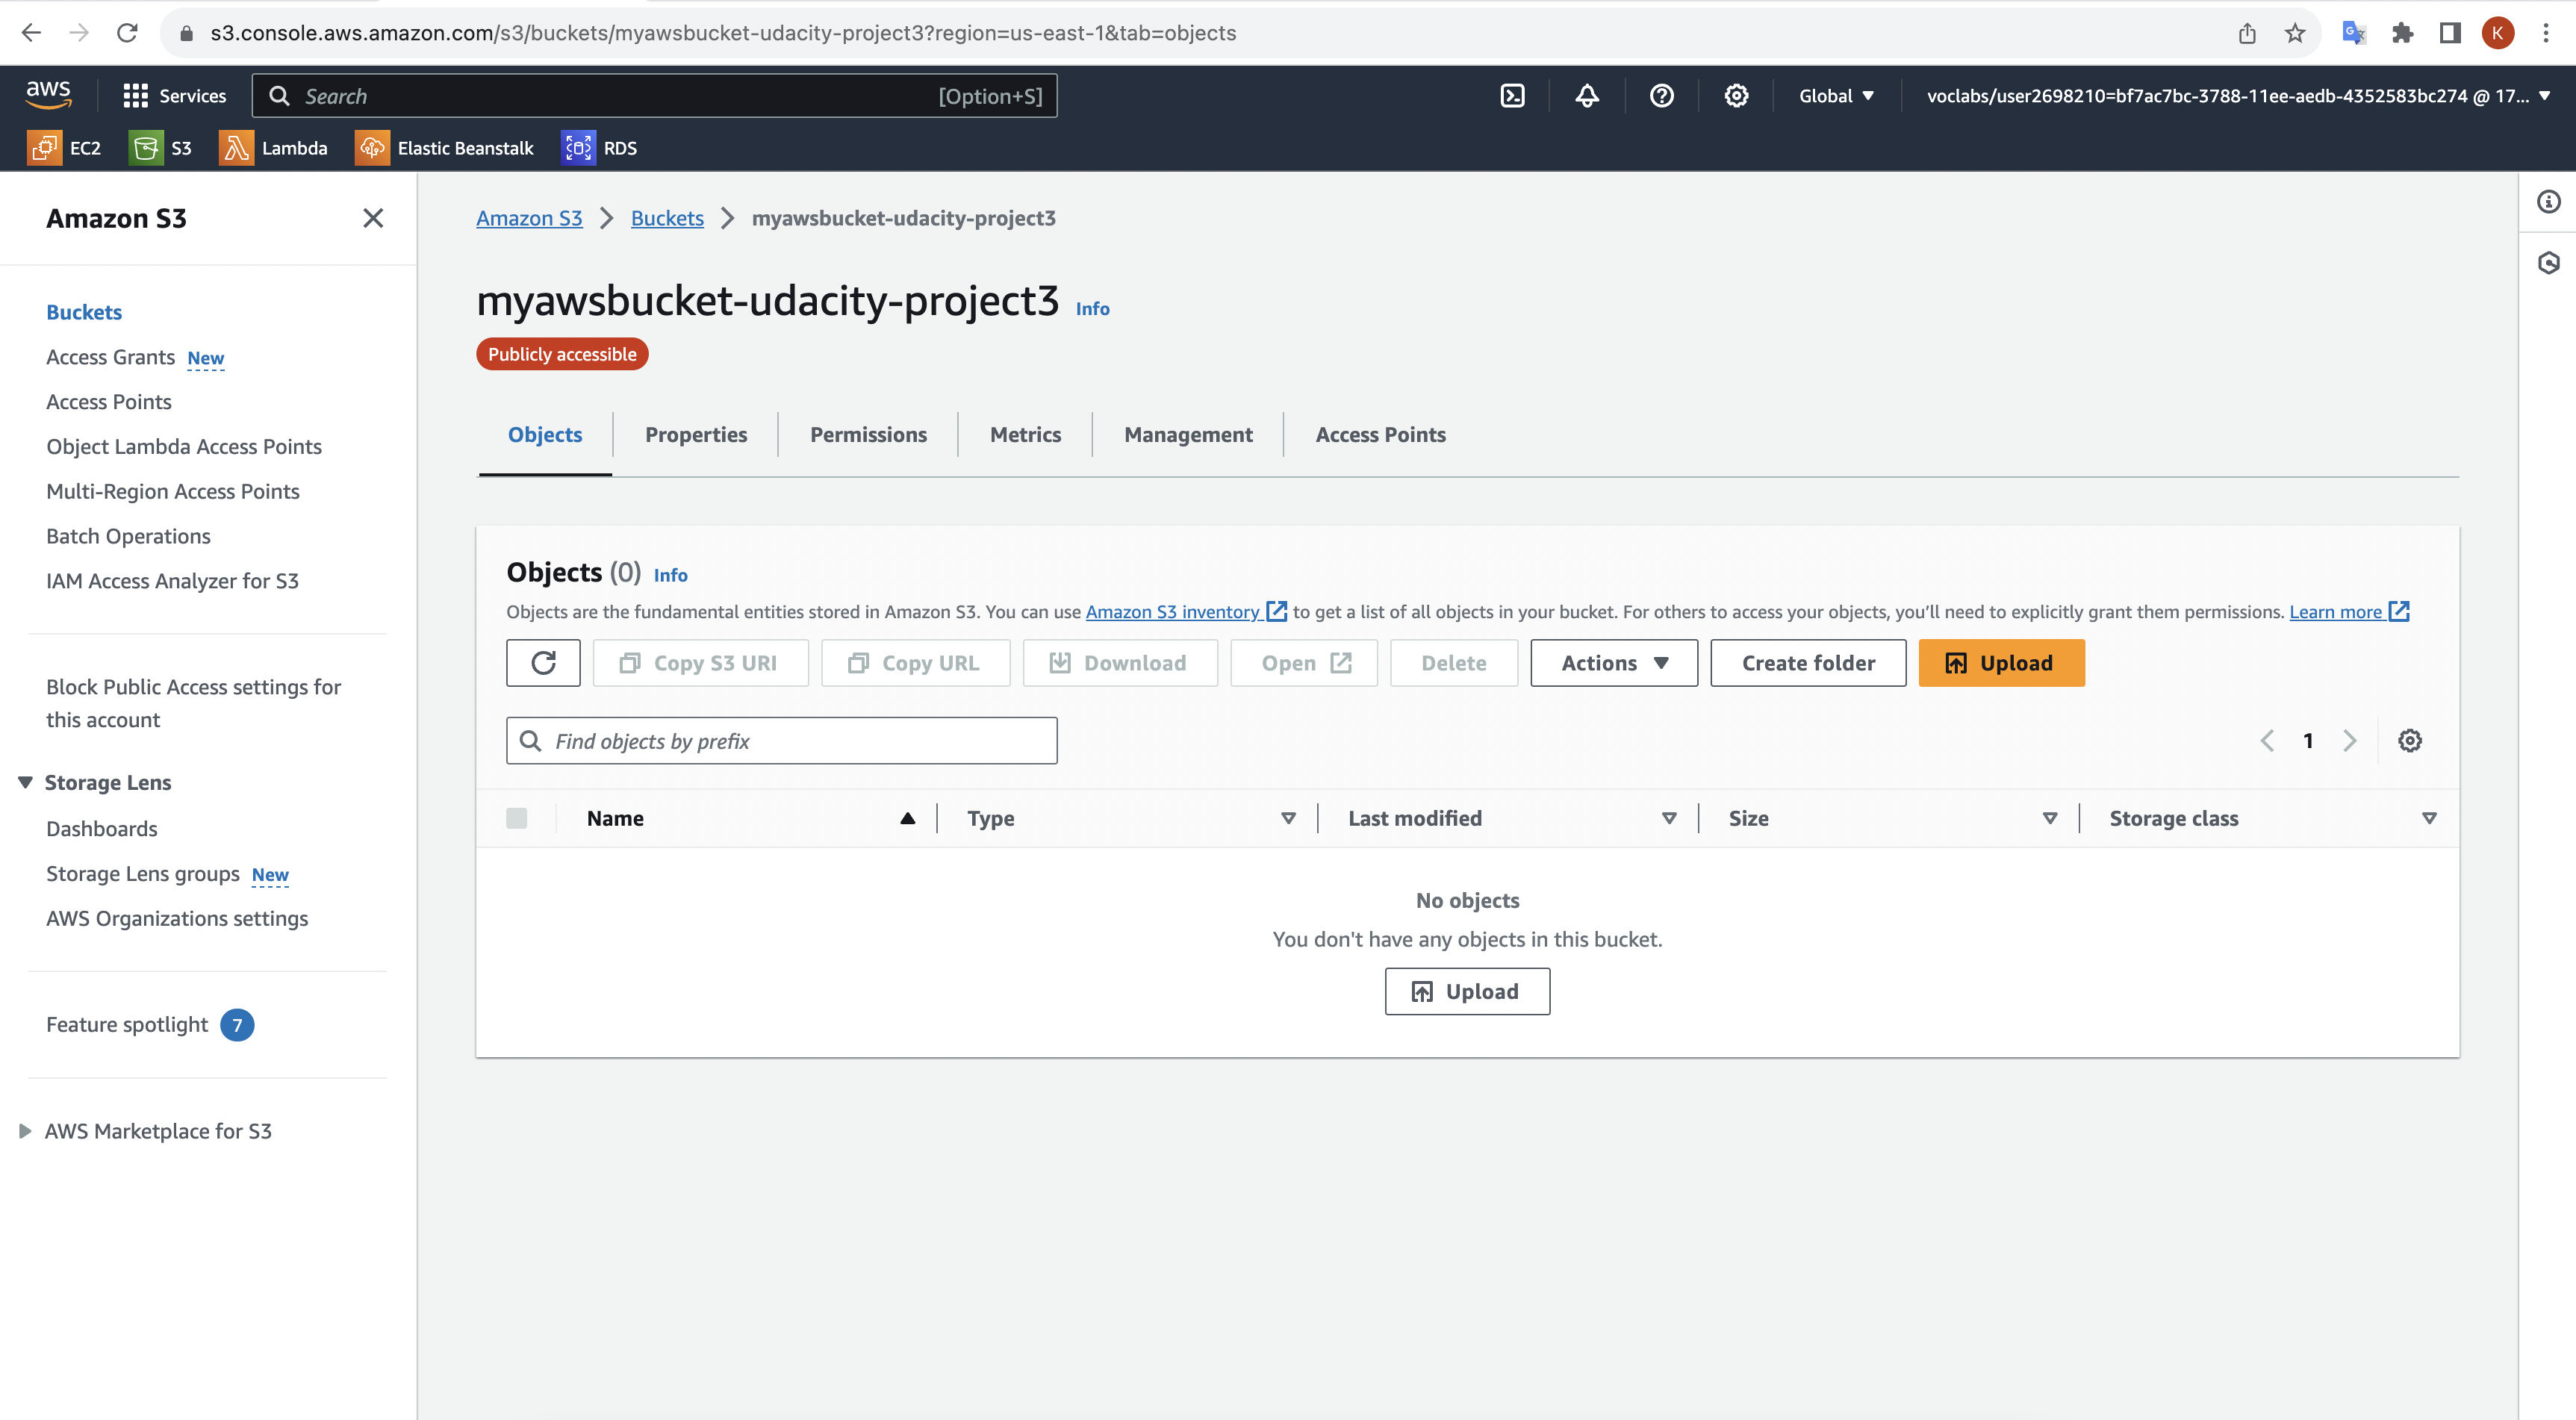 s3.console.aws.amazon.com/s3/buckets/myawsbucket-udacity-project3?region=us-east-1&tab=objects
K
aws
Services
Search
[Option+S]
Global
voclabs/user2698210=bf7ac7bc-3788-11ee-aedb-4352583bc274 @ 17...
EC2
S3
Lambda
Elastic Beanstalk
RDS
Amazon S3
Buckets
Access Grants New
Access Points
Object Lambda Access Points
Multi-Region Access Points
Batch Operations
IAM Access Analyzer for S3
Block Public Access settings for
this account
Storage Lens
Dashboards
Storage Lens groups New
AWS Organizations settings
Feature spotlight 7
AWS Marketplace for S3
Amazon S3 > Buckets > myawsbucket-udacity-project3
myawsbucket-udacity-project3 Info
Publicly accessible
Objects
Properties
Permissions
Metrics
Management
Access Points
Objects (0) Info
Objects are the fundamental entities stored in Amazon S3. You can use Amazon S3 inventory to get a list of all objects in your bucket. For others to access your objects, you’ll need to explicitly grant them permissions. Learn more
Copy S3 URI
Copy URL
Download
Open
Delete
Actions
Create folder
Upload
Find objects by prefix
1
Name
Type
Last modified
Size
Storage class
No objects
You don't have any objects in this bucket.
Upload